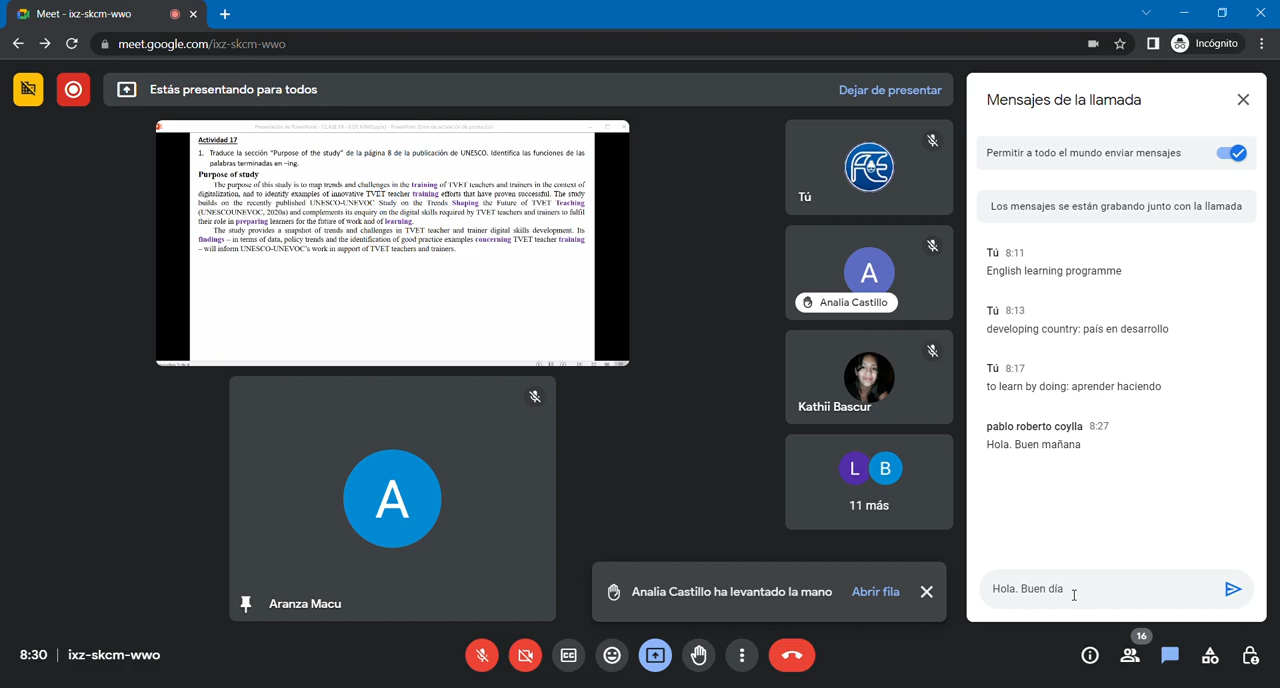 Meet - ixz-skcm-wwo
meet.google.com/ixz-skcm-wwo
Incógnito
Estás presentando para todos
Dejar de presentar
Actividad 17
1. Traduce la sección "Purpose of the study" de la página 8 de la publicación de UNESCO. Identifica las funciones de las
palabras terminadas en –ing.
Purpose of study
The purpose of this study is to map trends and challenges in the training of TVET teachers and trainers in the context of
digitalization, and to identify examples of innovative TVET teacher training efforts that have proven successful. The study
builds on the recently published UNESCO-UNEVOC Study on the Trends Shaping the Future of TVET Teaching
(UNESCOUNEVOC, 2020a) and complements its enquiry on the digital skills required by TVET teachers and trainers to fulfil
their role in preparing learners for the future of work and of learning.
The study provides a snapshot of trends and challenges in TVET teacher and trainer digital skills development. Its
findings – in terms of data, policy trends and the identification of good practice examples concerning TVET teacher training
– will inform UNESCO-UNEVOC's work in support of TVET teachers and trainers.
A
Aranza Macu
Tú
A
Analia Castillo
Kathii Bascur
L B
11 más
Analia Castillo ha levantado la mano
Abrir fila
Mensajes de la llamada
Permitir a todo el mundo enviar mensajes
Los mensajes se están grabando junto con la llamada
Tú 8:11
English learning programme
Tú 8:13
developing country: país en desarrollo
Tú 8:17
to learn by doing: aprender haciendo
pablo roberto coylla 8:27
Hola. Buen mañana
Hola. Buen día
8:30 | ixz-skcm-wwo
16